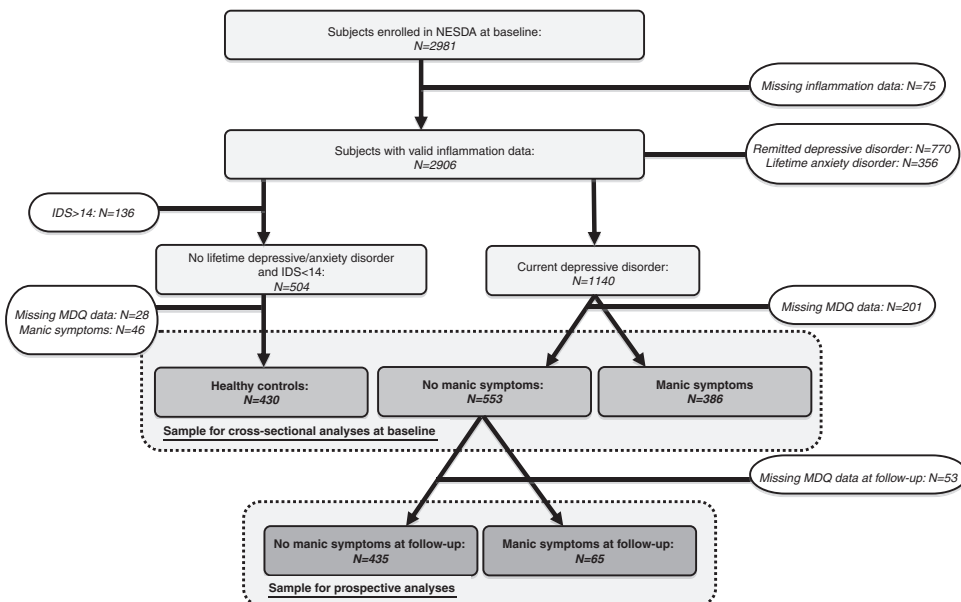 Subjects enrolled in NESDA at baseline:
N=2981
Missing inflammation data: N=75
Subjects with valid inflammation data:
N=2906
Remitted depressive disorder: N=770
Lifetime anxiety disorder: N=356
IDS>14: N=136
No lifetime depressive/anxiety disorder
and IDS<14:
N=504
Current depressive disorder:
N=1140
Missing MDQ data: N=28
Manic symptoms: N=46
Missing MDQ data: N=201
Healthy controls:
N=430
No manic symptoms:
N=553
Manic symptoms
N=386
Sample for cross-sectional analyses at baseline
Missing MDQ data at follow-up: N=53
No manic symptoms at follow-up:
N=435
Manic symptoms at follow-up:
N=65
Sample for prospective analyses